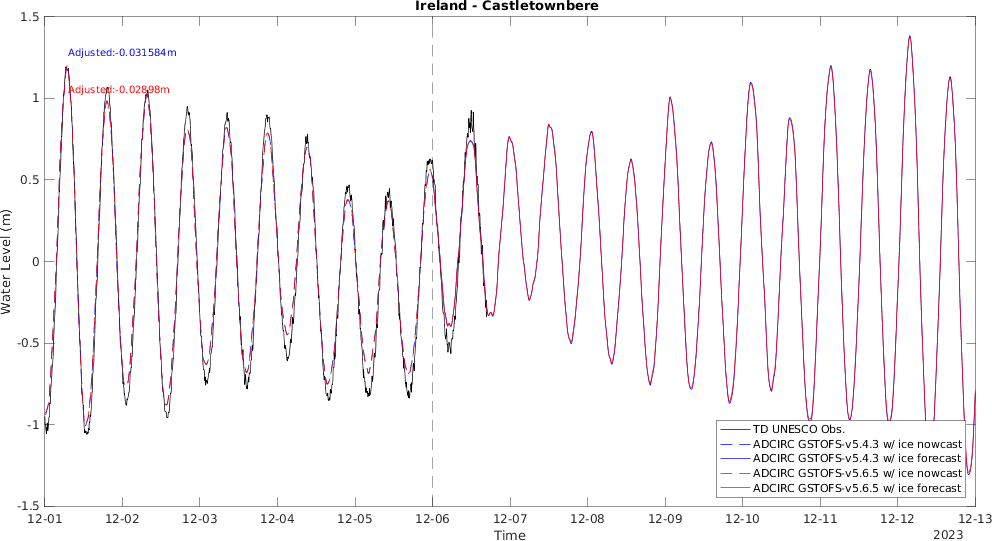 Ireland - Castletownbere
1.5
1
0.5
0
-0.5
-1
-1.5
Water Level (m)
Adjusted:-0.031584m
Adjusted:-0.02898m
TD UNESCO Obs.
ADCIRC GSTOFS-v5.4.3 w/ ice nowcast
ADCIRC GSTOFS-v5.4.3 w/ ice forecast
ADCIRC GSTOFS-v5.6.5 w/ ice nowcast
ADCIRC GSTOFS-v5.6.5 w/ ice forecast
12-01 12-02 12-03 12-04 12-05 12-06 12-07 12-08 12-09 12-10 12-11 12-12 12-13
Time
2023